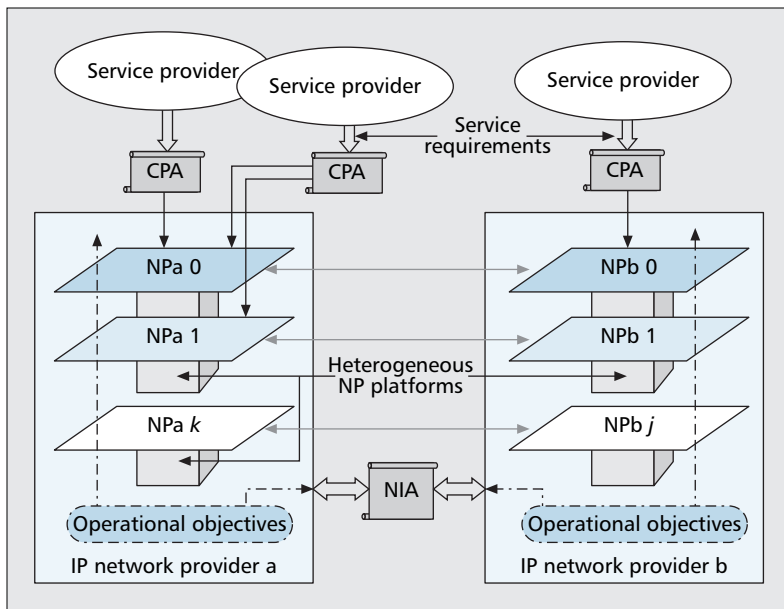 Service provider
Service provider
Service provider
Service
requirements
CPA
CPA
CPA
NPa 0
NPb 0
NPa 1
NPb 1
Heterogeneous
NP platforms
NPa k
NPb j
NIA
Operational objectives
Operational objectives
IP network provider a
IP network provider b